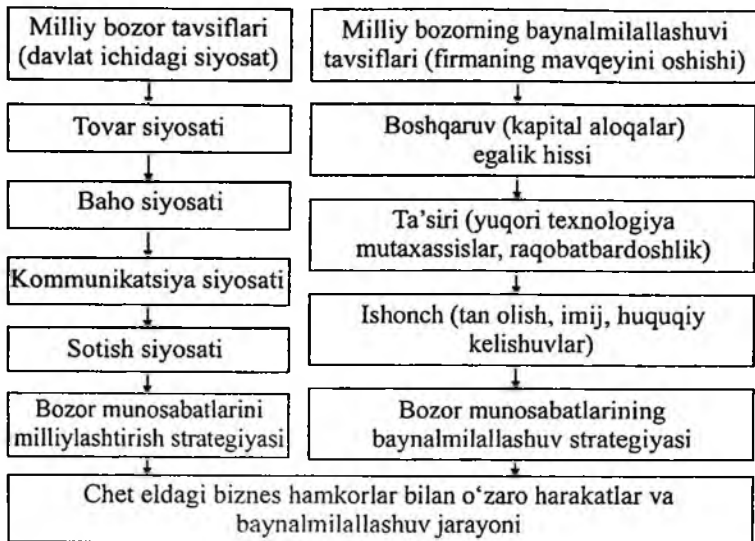 Milliy bozor tavsiflari
(davlat ichidagi siyosat)
Tovar siyosati
Baho siyosati
Kommunikatsiya siyosati
Sotish siyosati
Bozor munosabatlarini
milliylashtirish strategiyasi
Milliy bozorning baynalmilallashuvi
tavsiflari (firmaning mavqeyini oshishi)
Boshqaruv (kapital aloqalar)
egalik hissi
Ta'siri (yuqori texnologiya
mutaxassislar, raqobatbardoshlik)
Ishonch (tan olish, imij, huquqiy
kelishuvlar)
Bozor munosabatlarining
baynalmilallashuv strategiyasi
Chet eldagi biznes hamkorlar bilan o‘zaro harakatlar va
baynalmilallashuv jarayoni